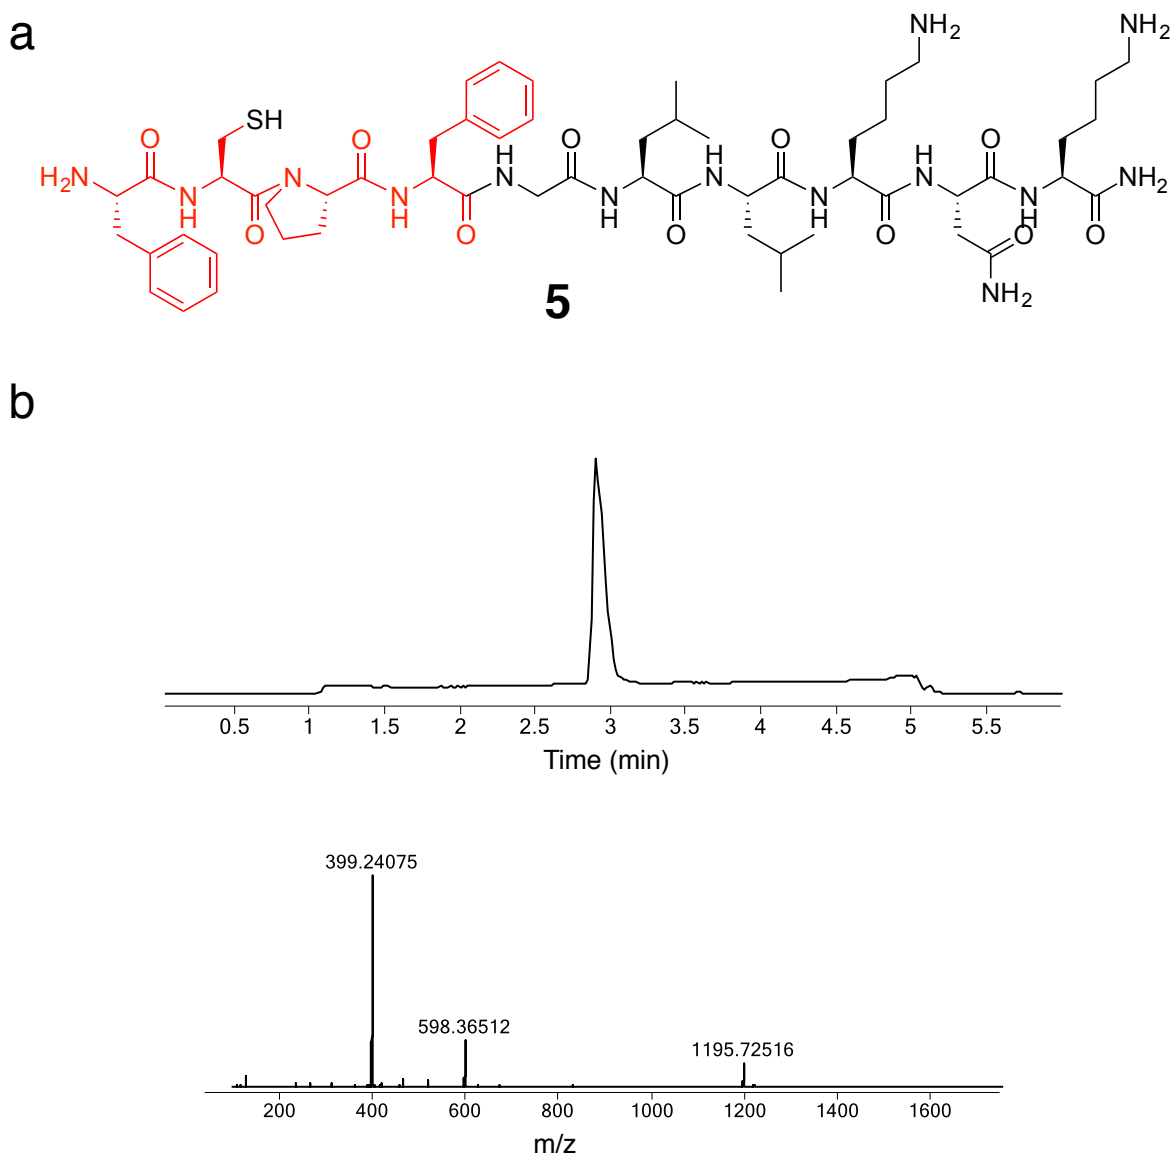 a
NH2 NH2
SH
O O H O H O H O
H2N N N N N N NH2
N N N N N
H O H O H O H O H O
NH2
5
b
0.5 1 1.5 2 2.5 3 3.5 4 4.5 5 5.5
Time (min)
399.24075
598.36512
1195.72516
200 400 600 800 1000 1200 1400 1600
m/z